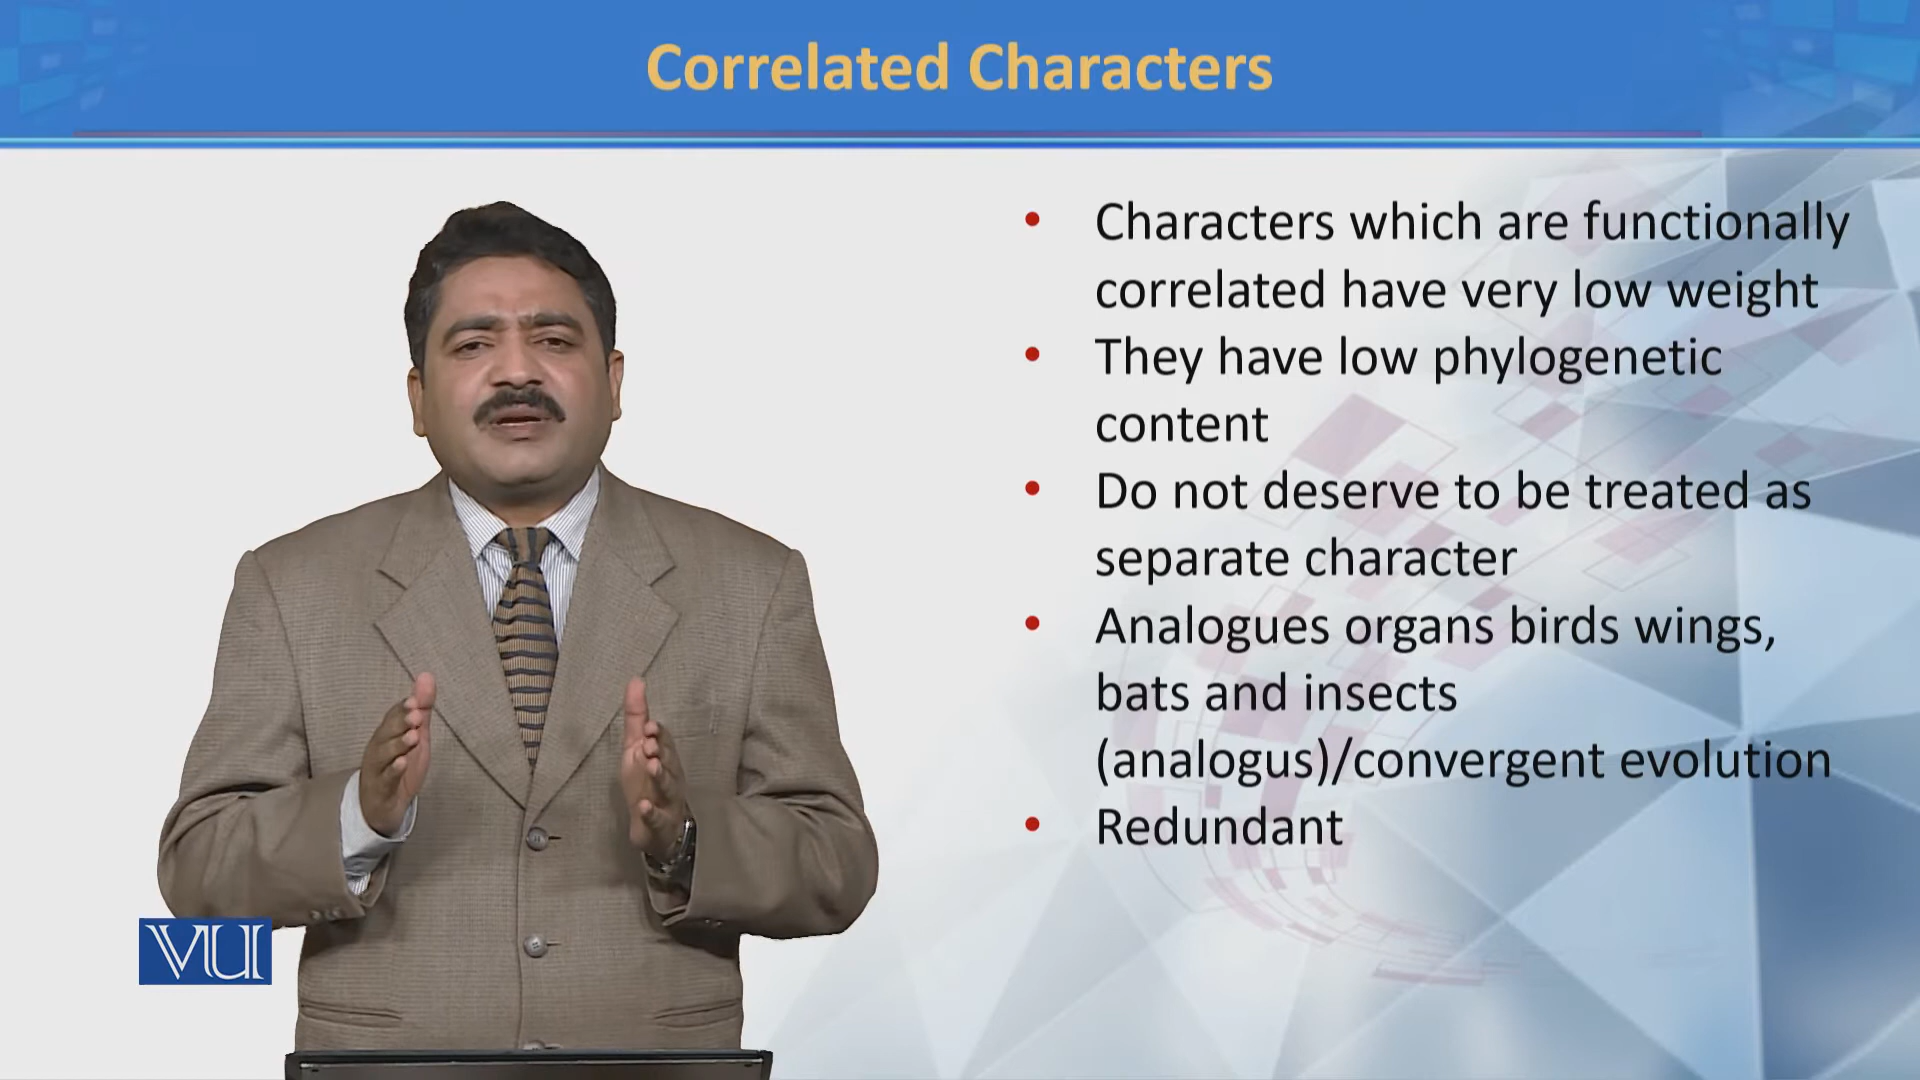 Correlated Characters
• Characters which are functionally
correlated have very low weight
• They have low phylogenetic
content
• Do not deserve to be treated as
separate character
• Analogues organs birds wings,
bats and insects
(analogus)/convergent evolution
• Redundant
VU